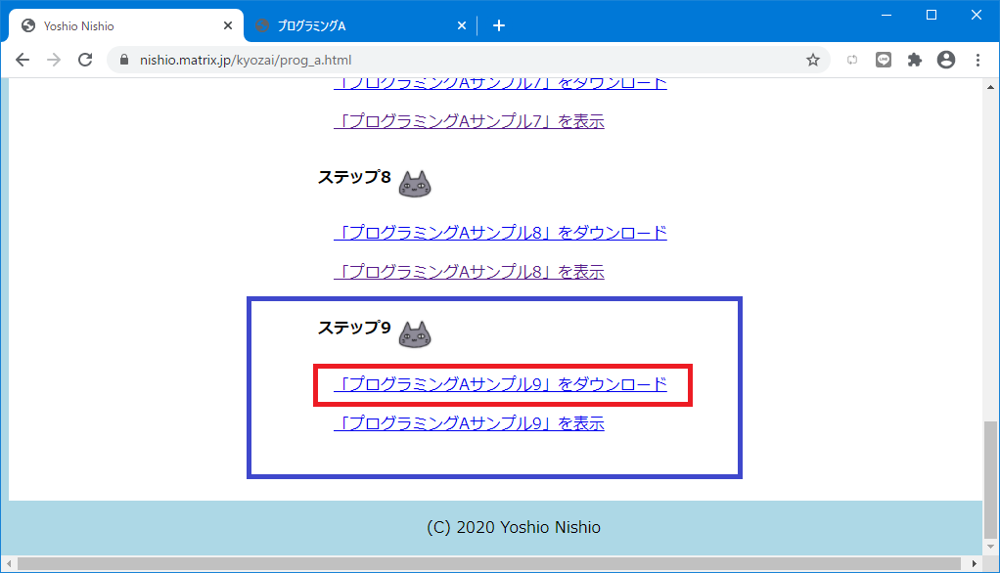 Yoshio Nishio
プログラミングA
nishio.matrix.jp/kyozai/prog_a.html
「プログラミングAサンプル7」をダウンロード
「プログラミングAサンプル7」を表示
ステップ8
「プログラミングAサンプル8」をダウンロード
「プログラミングAサンプル8」を表示
ステップ9
「プログラミングAサンプル9」をダウンロード
「プログラミングAサンプル9」を表示
(C) 2020 Yoshio Nishio